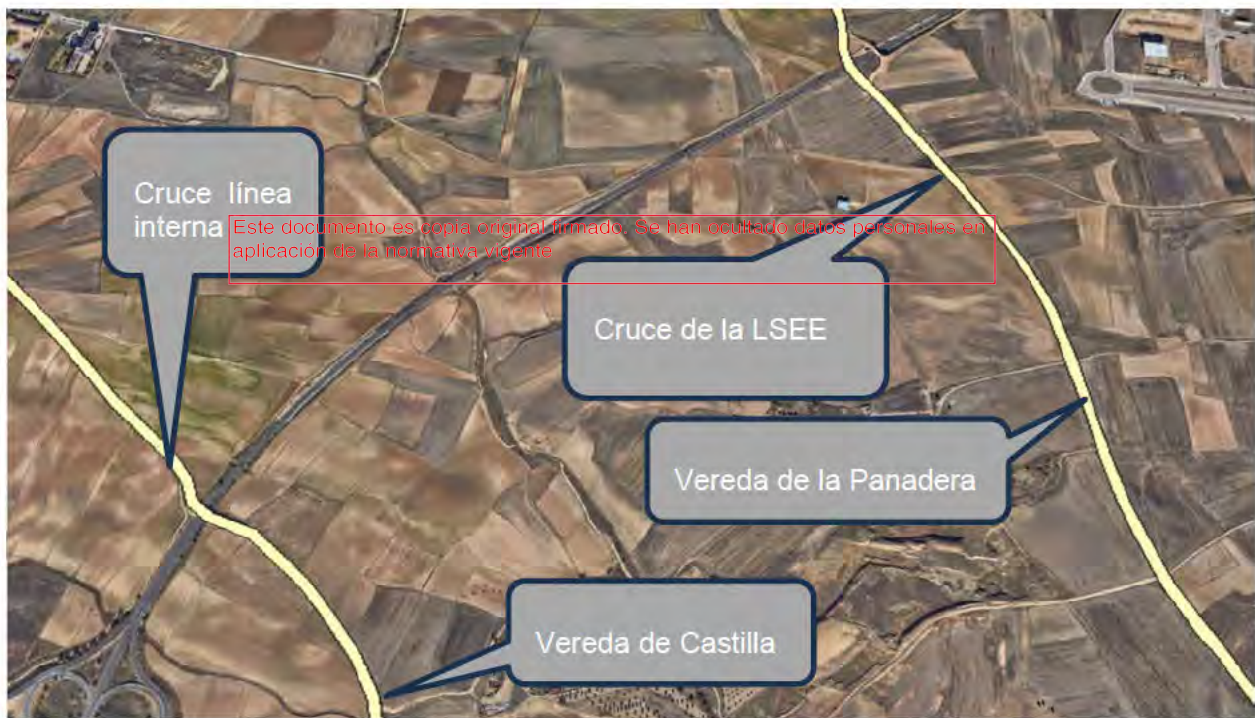 Cruce línea
interna
Este documento es copia original firmado. Se han ocultado datos personales en
aplicación de la normativa vigente
Cruce de la LSEE
Vereda de la Panadera
Vereda de Castilla